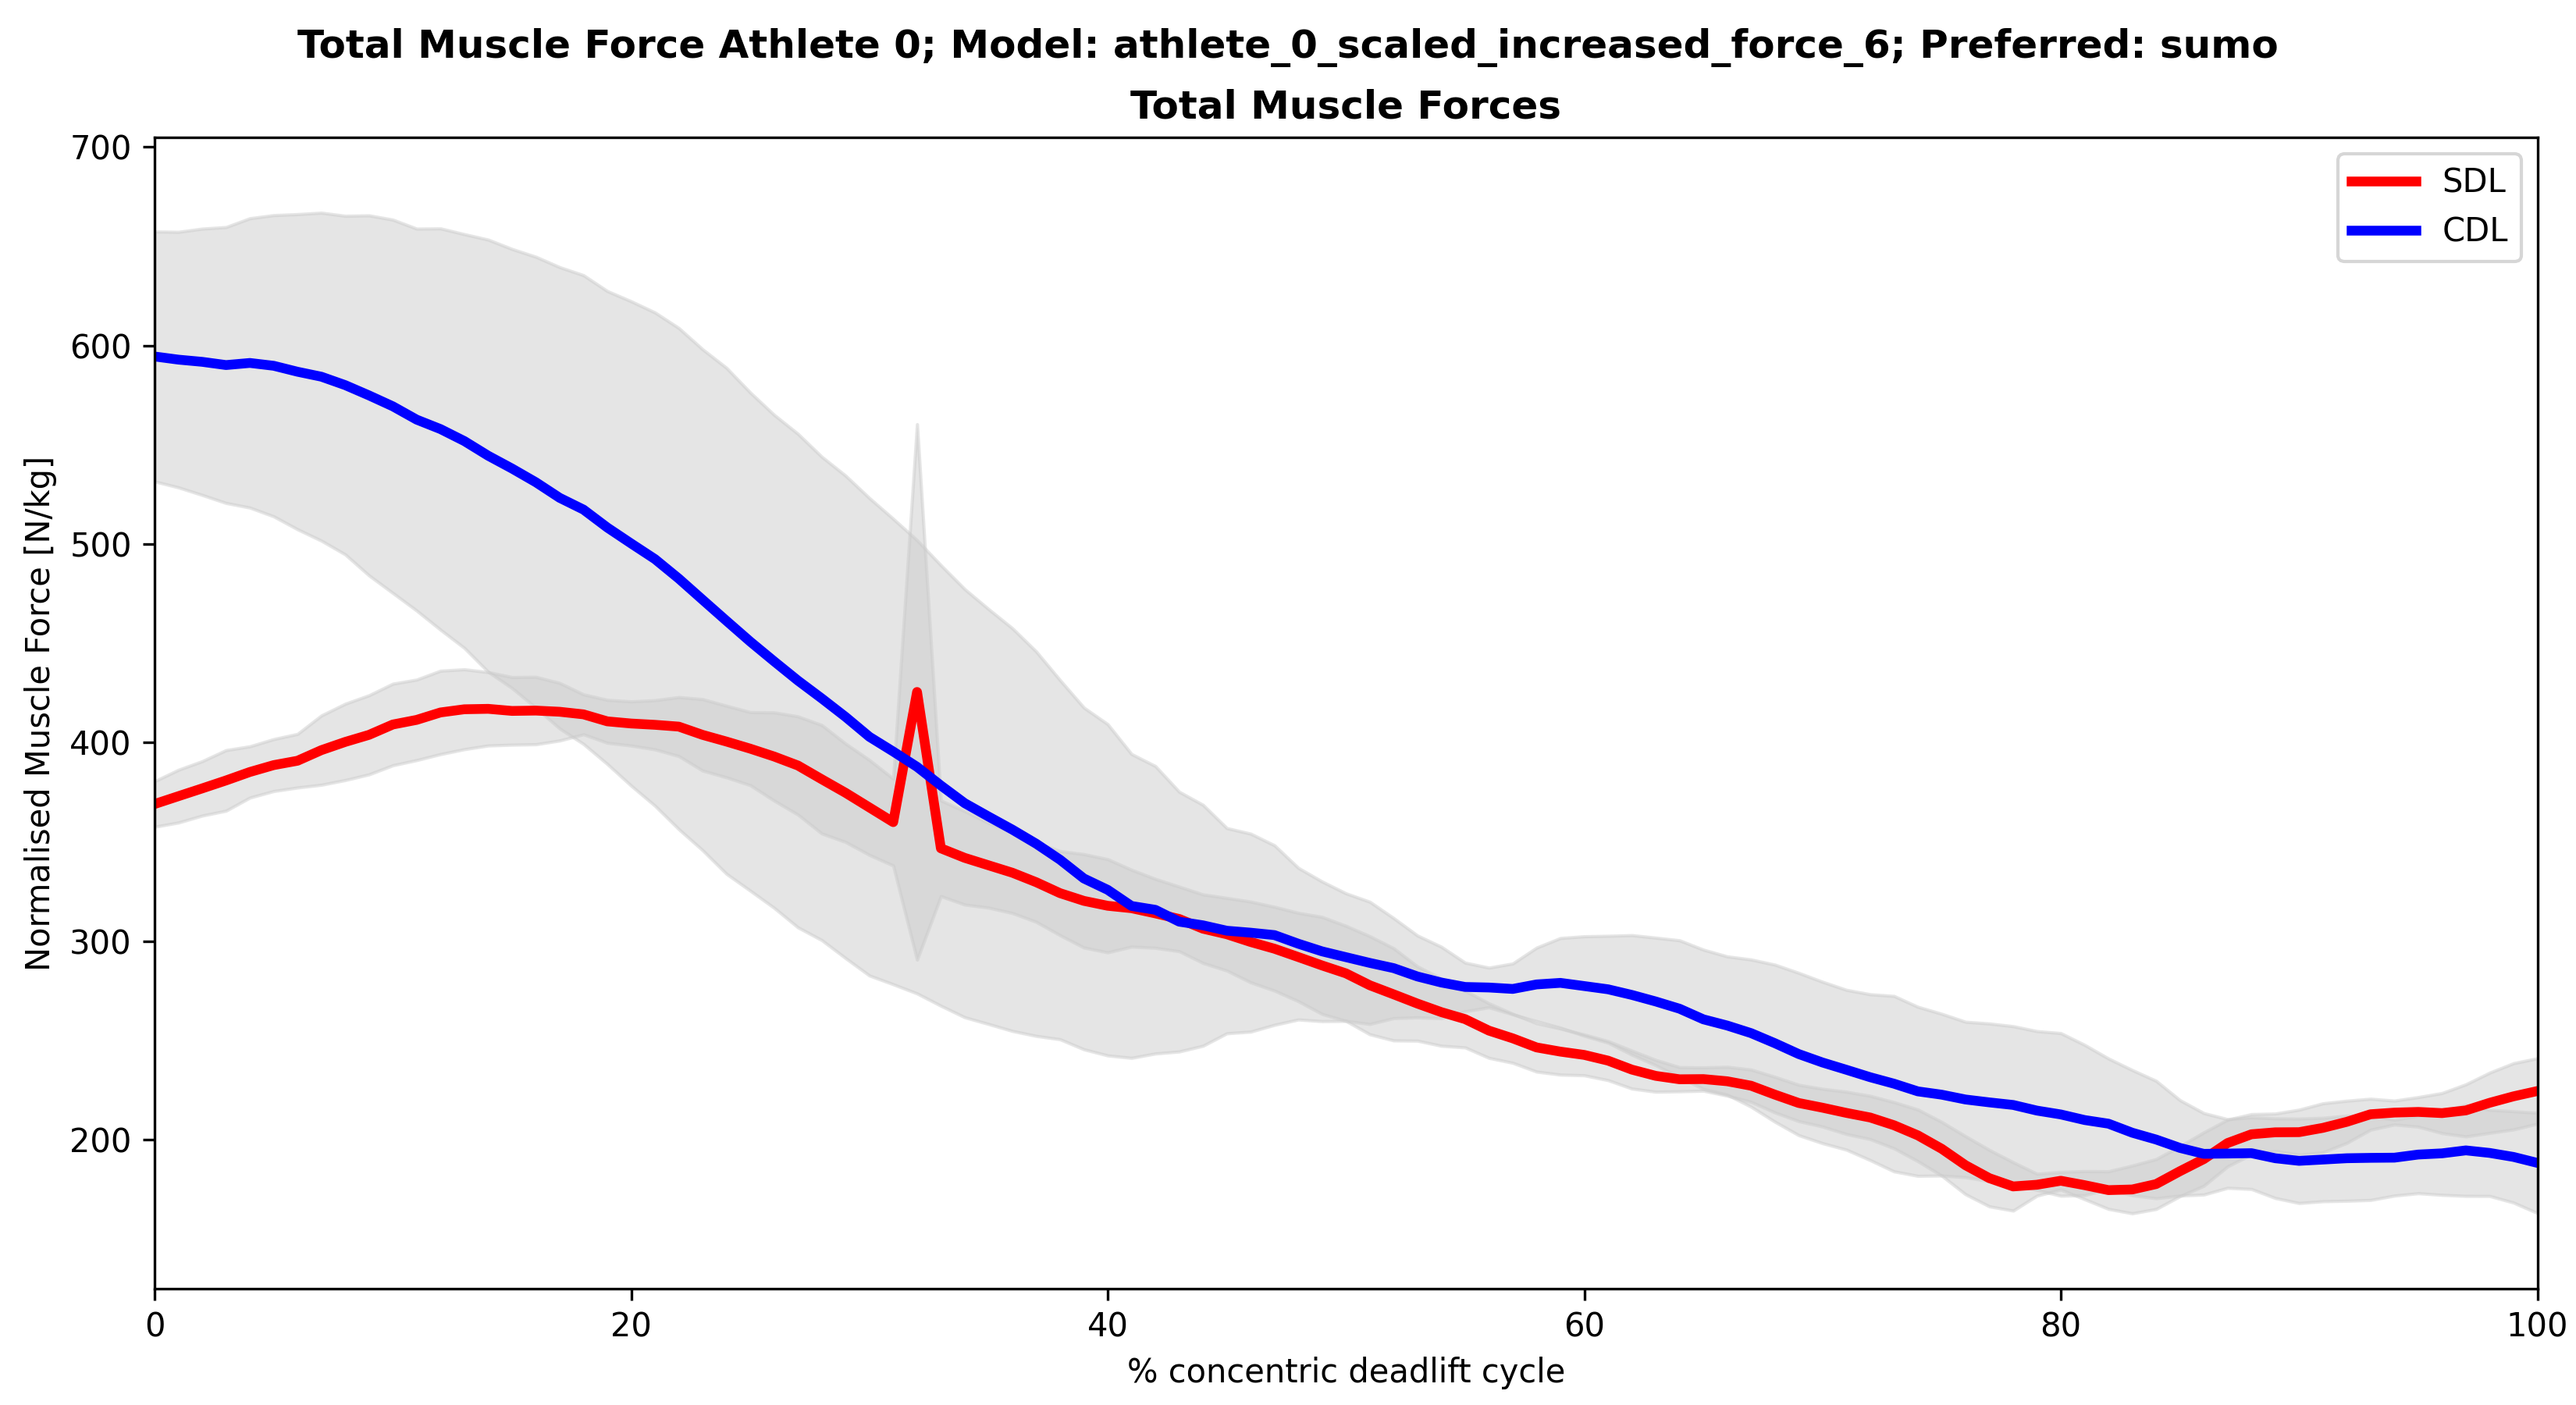 Total Muscle Force Athlete 0; Model: athlete_0_scaled_increased_force_6; Preferred: sumo
Total Muscle Forces
700
600
500
400
300
200
Normalised Muscle Force [N/kg]
SDL
CDL
0 20 40 60 80 100
% concentric deadlift cycle